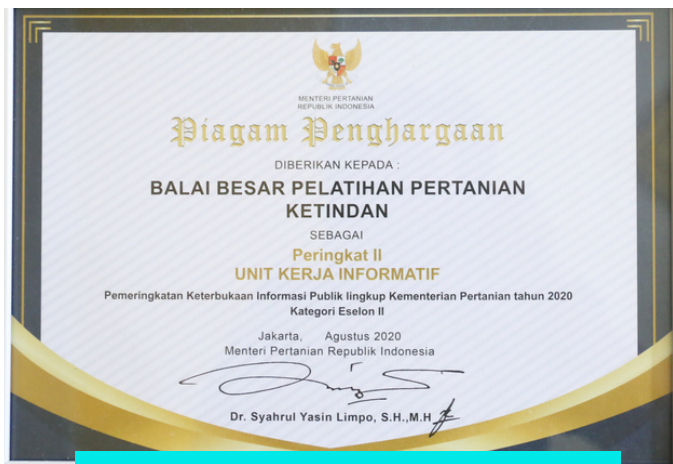 MENTERI PERTANIAN
REPUBLIK INDONESIA
Piagam Penghargaan
DIBERIKAN KEPADA :
BALAI BESAR PELATIHAN PERTANIAN
KETINDAN
SEBAGAI
Peringkat II
UNIT KERJA INFORMATIF
Pemeringkatan Keterbukaan Informasi Publik lingkup Kementerian Pertanian tahun 2020
Kategori Eselon II
Jakarta, Agustus 2020
Menteri Pertanian Republik Indonesia
Dr. Syahrul Yasin Limpo, S.H.,M.H